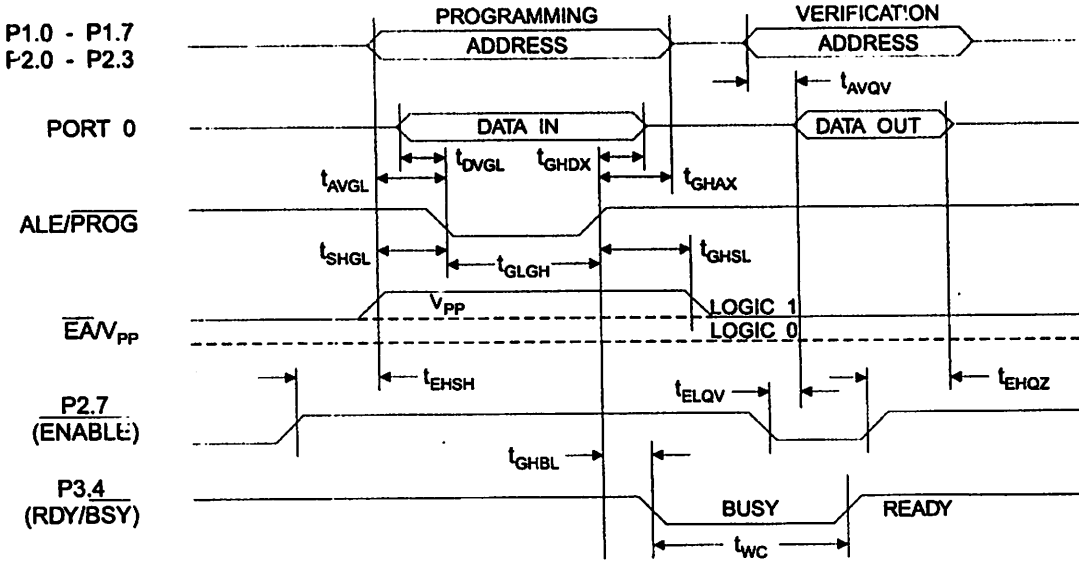 PROGRAMMING
VERIFICATION
P1.0 - P1.7
P2.0 - P2.3
ADDRESS
ADDRESS
tAVQV
PORT 0
DATA IN
DATA OUT
tDVGL
tGHDX
tAVGL
tGHAX
ALE/PROG
tSHGL
tGLGH
tGHSL
VPP
LOGIC 1
EA/VPP
LOGIC 0
tEHSH
tELQV
tEHQZ
P2.7
(ENABLE)
tGHBL
P3.4
(RDY/BSY)
BUSY
READY
tWC